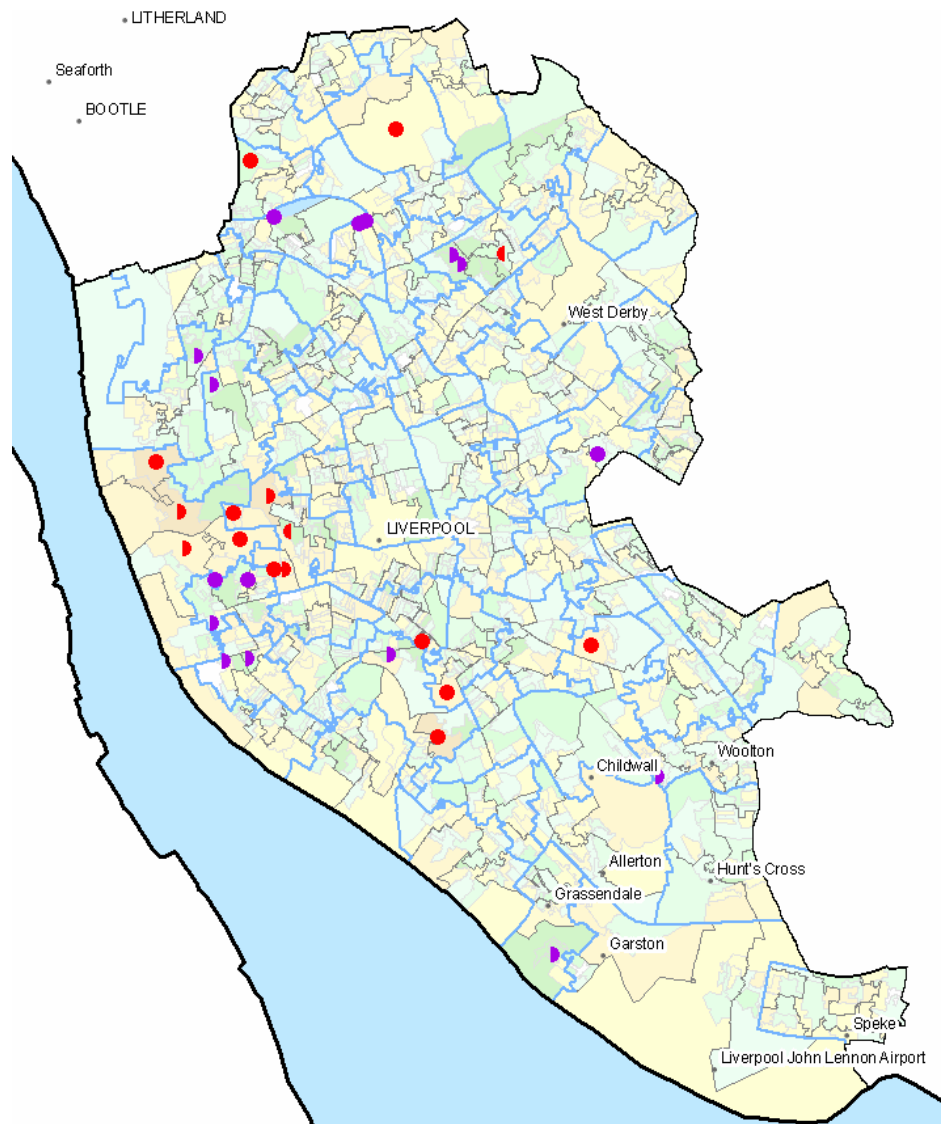 LITHERLAND
Seaforth
BOOTLE
West Derby
LIVERPOOL
Woolton
Childwall
Allerton
Hunt's Cross
Grassendale
Garston
Speke
Liverpool John Lennon Airport